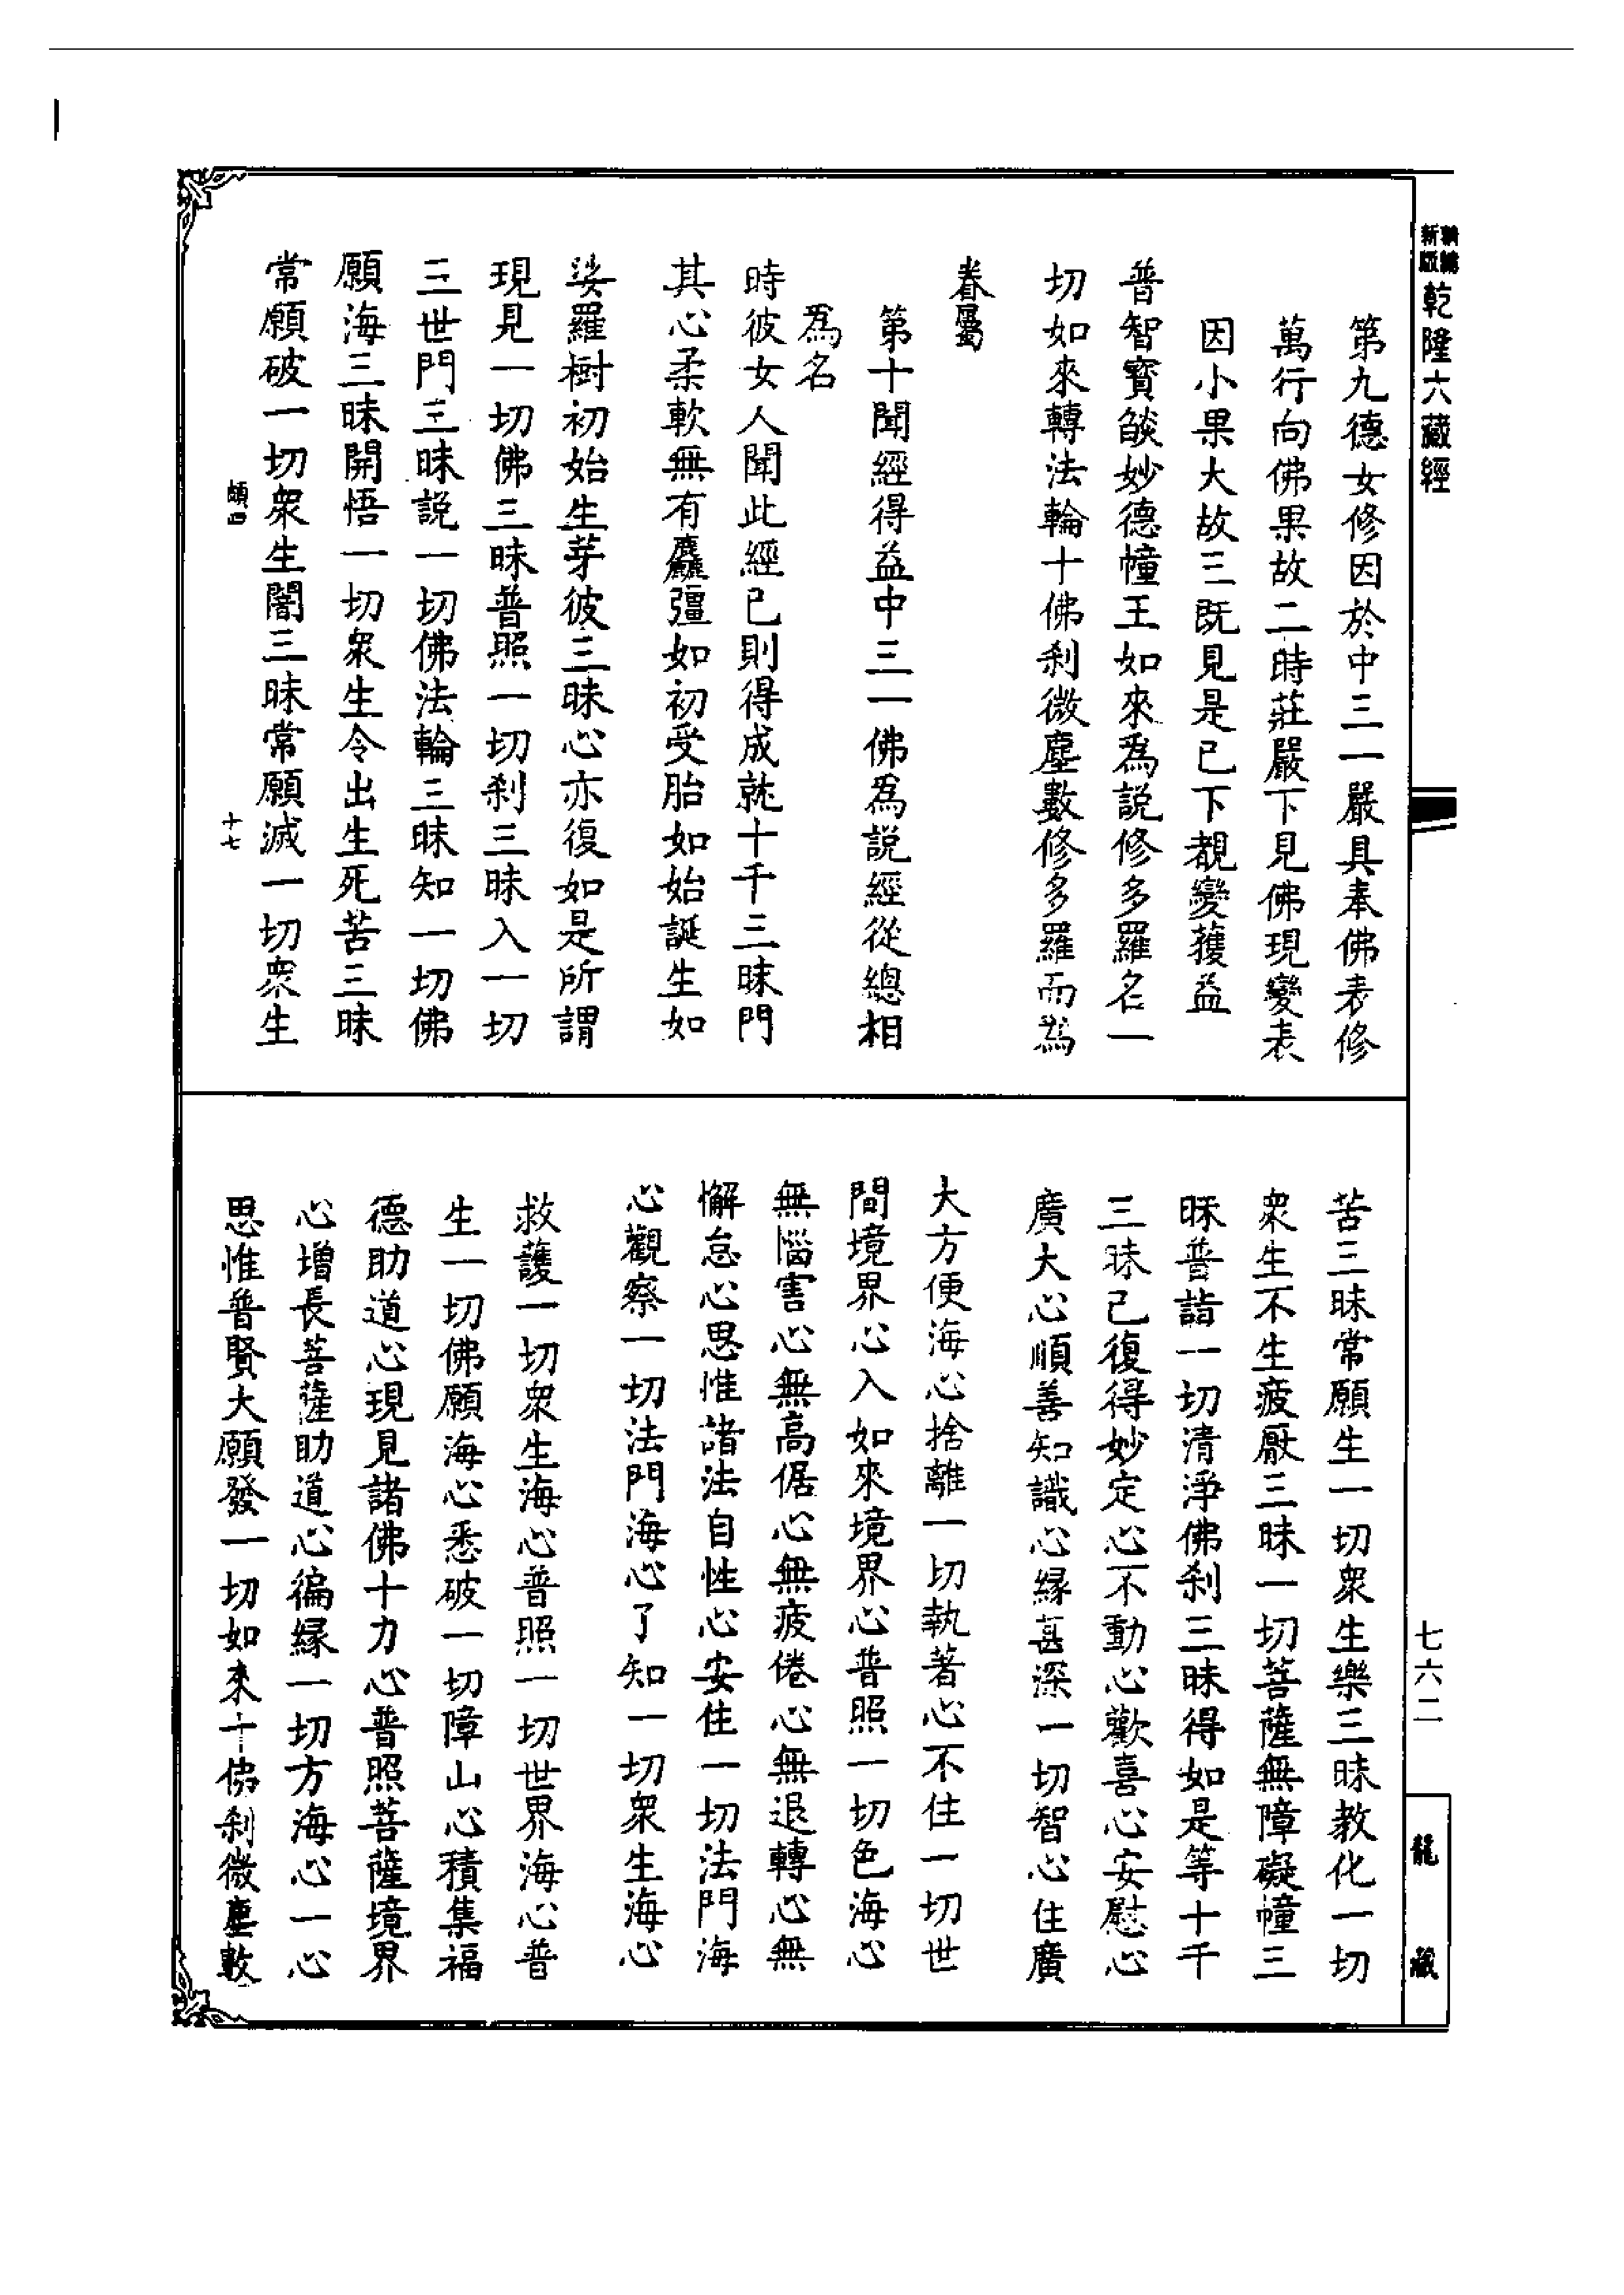 新版
乾隆大藏經
第九德女修因於中三一嚴具奉佛表修
萬行向佛果故二時莊嚴下見佛現變表
因小果大故三既見是已下覩變獲益
普智寳燄妙德幢王如來爲説修多羅名一
切如來轉法輪十佛刹微塵數修多羅而爲
眷屬
第十聞經得益中三一佛爲説經從總相
爲名
時彼女人聞此經已則得成就十千三昧門
其心柔軟無有麤彊如初受胎如始誕生如
娑羅樹初始生芽彼三昧心亦復如是所謂
現見一切佛三昧普照一切刹三昧入一切
三世門三昧説一切佛法輪三昧知一切佛
願海三昧開悟一切衆生令出生死苦三昧
常願破一切衆生闇三昧常願滅一切衆生
十七
苦三昧常願生一切衆生樂三昧教化一切
衆生不生疲厭三昧一切菩薩無障礙幢三
昧普詣一切清淨佛刹三昧得如是等十千
三昧已復得妙定心不動心歡喜心安慰心
廣大心順善知識心緣甚深一切智心住廣
大方便海心捨離一切執著心不住一切世
間境界心入如來境界心普照一切色海心
無惱害心無高倨心無疲倦心無退轉心無
懈怠心思惟諸法自性心安住一切法門海
心觀察一切法門海心了知一切衆生海心
救護一切衆生海心普照一切世界海心普
生一切佛願海心悉破一切障山心積集福
德助道心現見諸佛十力心普照菩薩境界
心增長菩薩助道心徧緣一切方海心一心
思惟普賢大願發一切如來十佛刹微塵數
七六二
龍藏